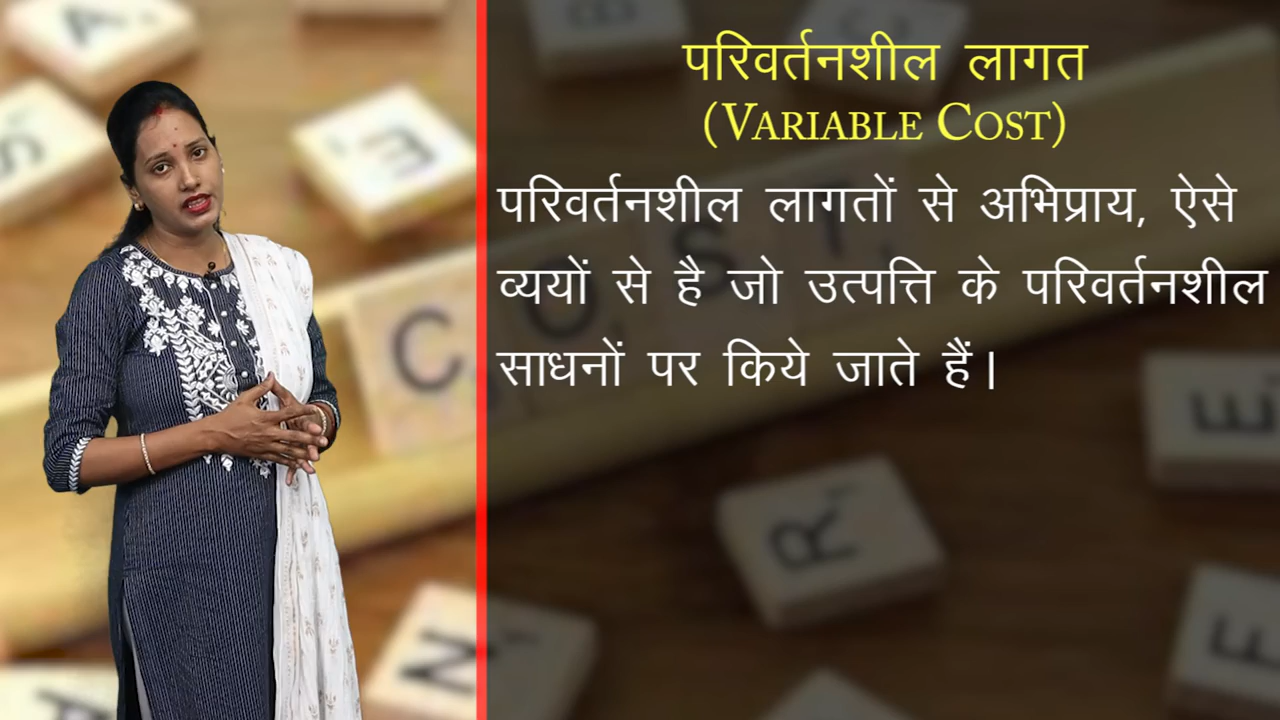 परिवर्तनशील लागत
(VARIABLE COST)
परिवर्तनशील लागतों से अभिप्राय, ऐसे
व्ययों से है जो उत्पत्ति के परिवर्तनशील
साधनों पर किये जाते हैं।